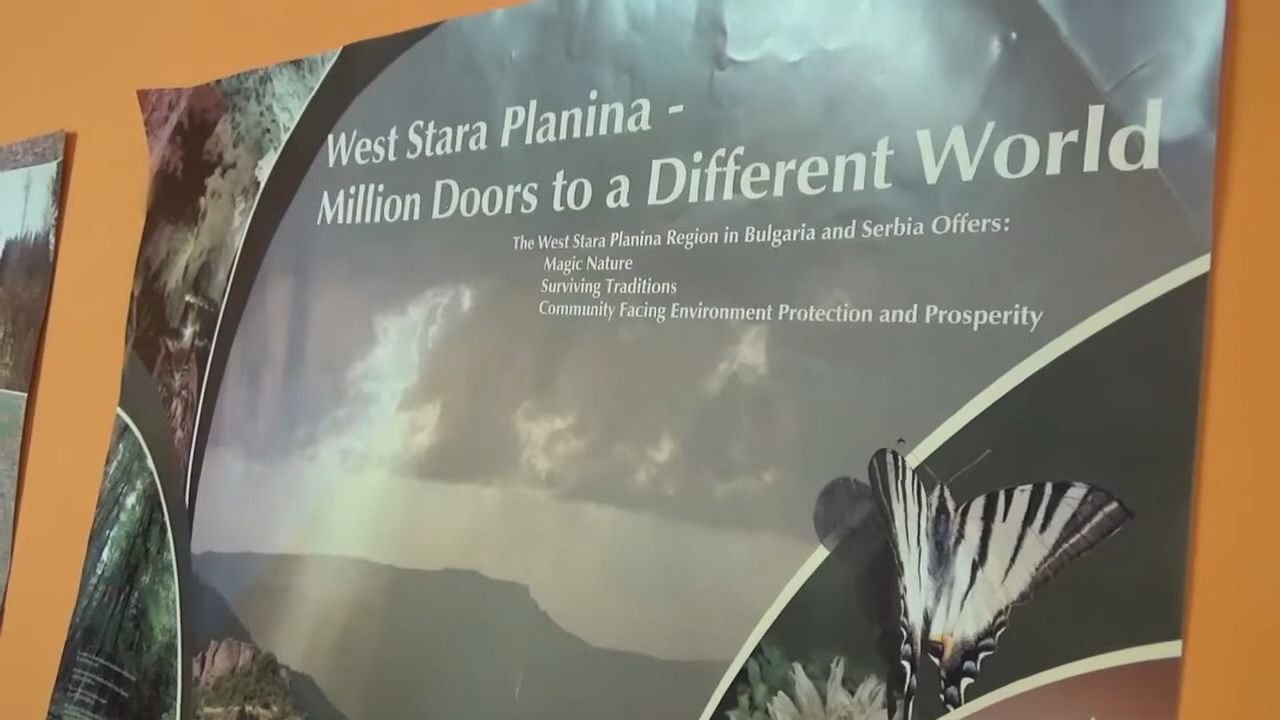 West Stara Planina -
Million Doors to a Different World
The West Stara Planina Region in Bulgaria and Serbia Offers:
Magic Nature
Surviving Traditions
Community Facing Environment Protection and Prosperity